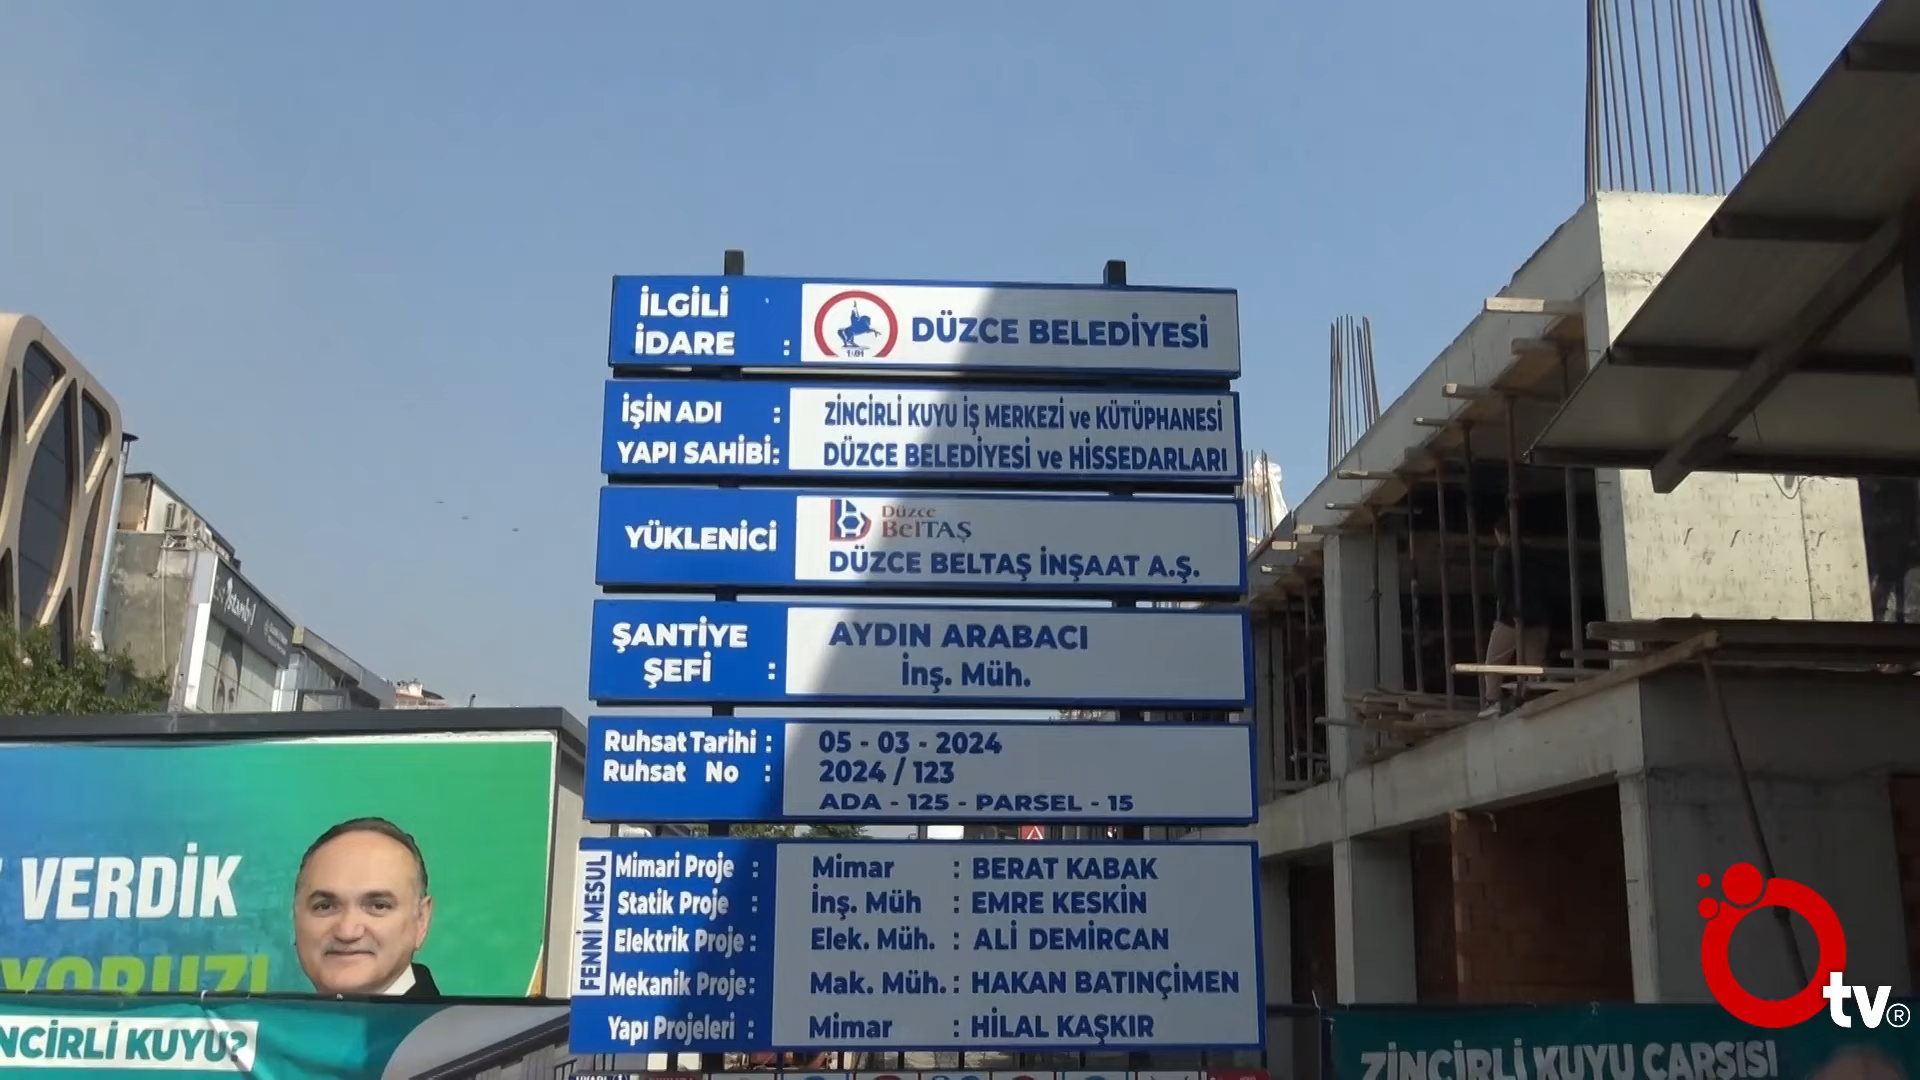 İLGİLİ
İDARE :
1881
DÜZCE BELEDİYESİ
İŞİN ADI : ZİNCİRLİ KUYU İŞ MERKEZİ ve KÜTÜPHANESİ
YAPI SAHİBİ: DÜZCE BELEDİYESİ ve HİSSEDARLARI
YÜKLENİCİ
Düzce
BelTAŞ
DÜZCE BELTAŞ İNŞAAT A.Ş.
ŞANTİYE
ŞEFİ :
AYDIN ARABACI
İnş. Müh.
Ruhsat Tarihi : 05 - 03 - 2024
Ruhsat No : 2024 / 123
ADA - 125 - PARSEL - 15
FENNİ MESUL
Mimari Proje : Mimar : BERAT KABAK
Statik Proje : İnş. Müh : EMRE KESKİN
Elektrik Proje : Elek. Müh. : ALİ DEMİRCAN
Mekanik Proje : Mak. Müh. : HAKAN BATINÇİMEN
Yapı Projeleri : Mimar : HİLAL KAŞKIR
VERDİK
YORUZ!
NCİRLİ KUYU?
ZİNCİRLİ KUYU ÇARŞISI
tv®